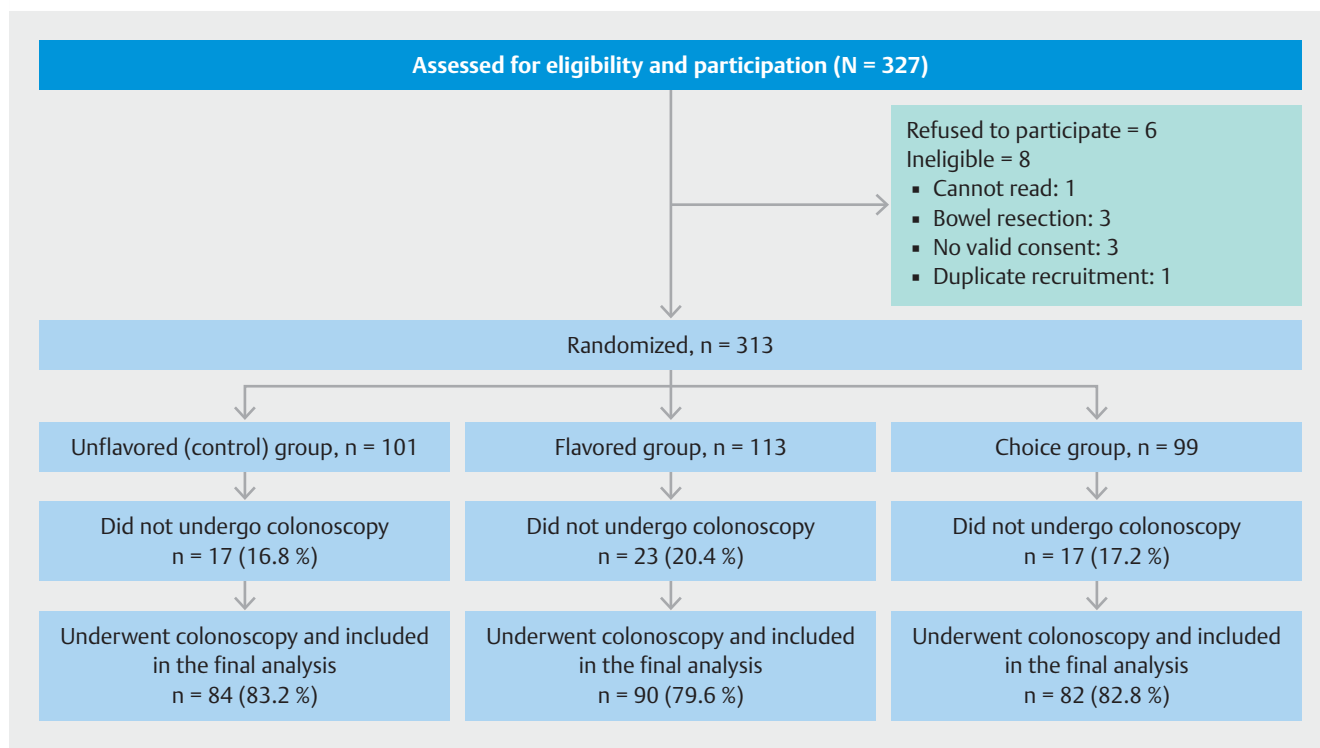 Assessed for eligibility and participation (N = 327)
Refused to participate = 6
Ineligible = 8
▪ Cannot read: 1
▪ Bowel resection: 3
▪ No valid consent: 3
▪ Duplicate recruitment: 1
Randomized, n = 313
Unflavored (control) group, n = 101
Flavored group, n = 113
Choice group, n = 99
Did not undergo colonoscopy
n = 17 (16.8 %)
Did not undergo colonoscopy
n = 23 (20.4 %)
Did not undergo colonoscopy
n = 17 (17.2 %)
Underwent colonoscopy and included
in the final analysis
n = 84 (83.2 %)
Underwent colonoscopy and included
in the final analysis
n = 90 (79.6 %)
Underwent colonoscopy and included
in the final analysis
n = 82 (82.8 %)